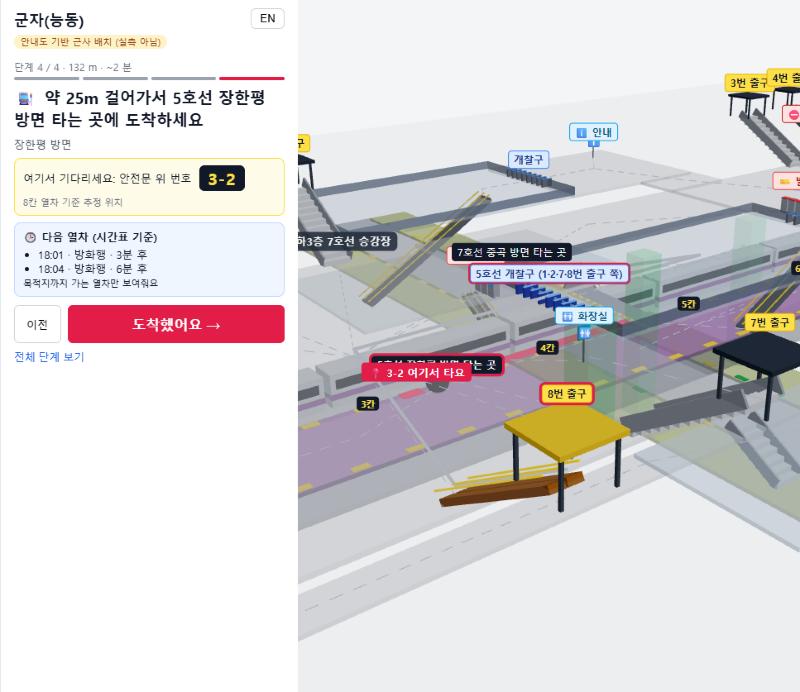 군자(능동)
EN
안내도 기반 근사 배치 (실측 아님)
단계 4 / 4 · 132 m · ~2 분
약 25m 걸어가서 5호선 장한평
방면 타는 곳에 도착하세요
장한평 방면
여기서 기다리세요: 안전문 위 번호 3-2
8칸 열차 기준 추정 위치
다음 열차 (시간표 기준)
18:01 · 방화행 · 3분 후
18:04 · 방화행 · 6분 후
목적지까지 가는 열차만 보여줘요
이전
도착했어요 →
전체 단계 보기
3번 출구
4번 출
안내
개찰구
구
하3층 7호선 승강장
7호선 중곡 방면 타는 곳
5호선 개찰구 (1·2·7·8번 출구 쪽)
5칸
화장실
7번 출구
4칸
3-2 여기서 타요
는 곳
3칸
8번 출구